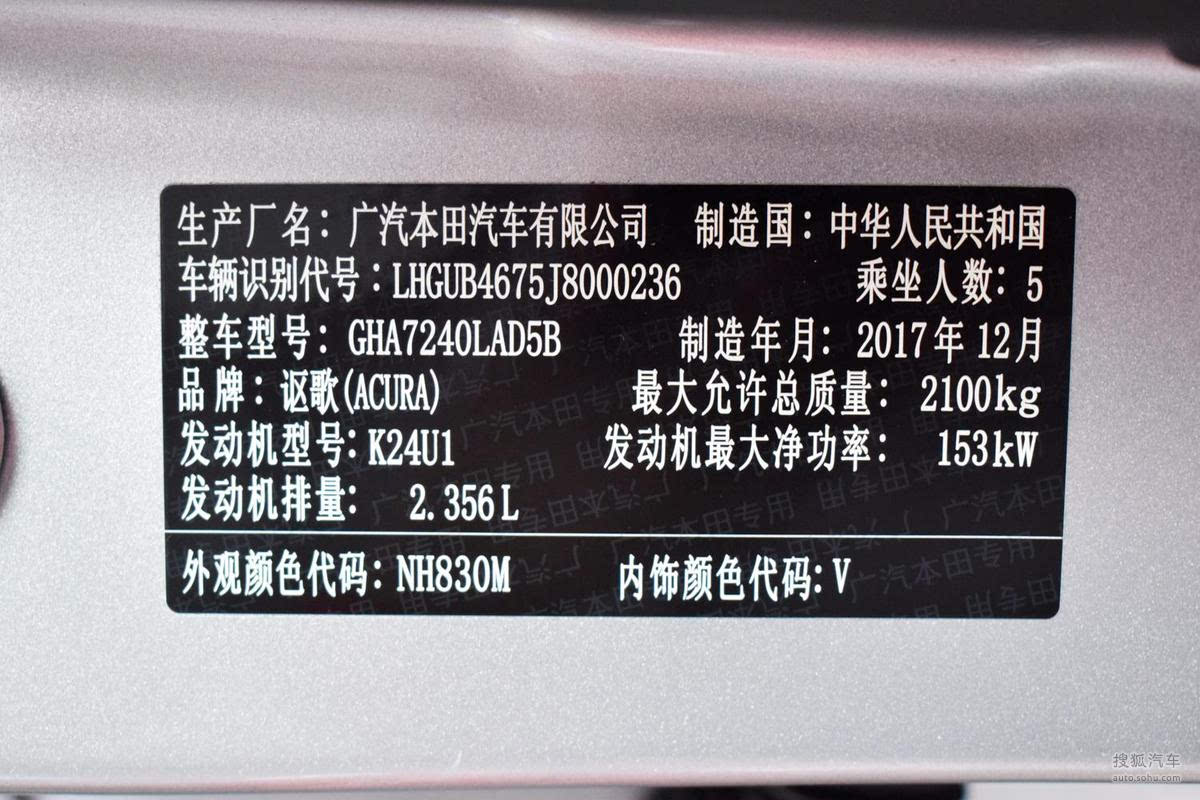 生产厂名：广汽本田汽车有限公司 制造国：中华人民共和国
车辆识别代号：LHGUB4675J8000236 乘坐人数：5
整车型号：GHA7240LAD5B 制造年月：2017年12月
品牌：讴歌(ACURA) 最大允许总质量：2100kg
发动机型号：K24U1 发动机最大净功率：153kW
发动机排量：2.356L
外观颜色代码：NH830M 内饰颜色代码：V
搜狐汽车
auto.sohu.com